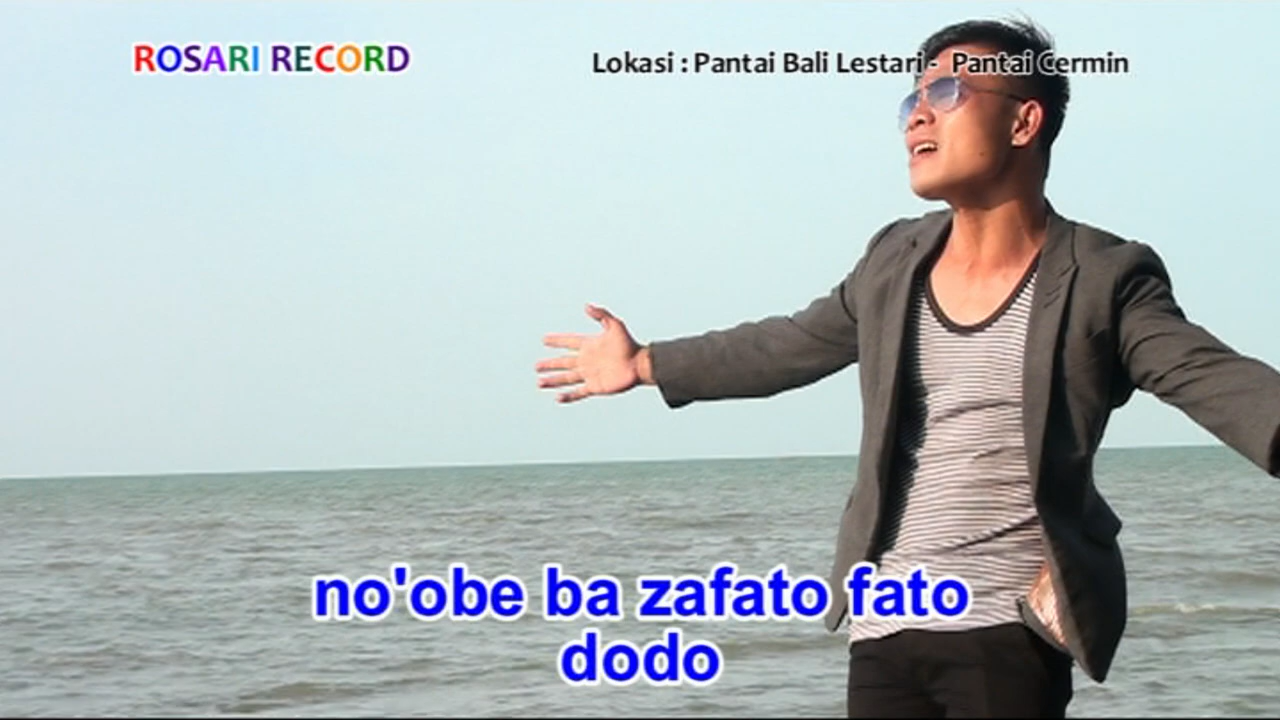 ROSARI RECORD
Lokasi : Pantai Bali Lestari - Pantai Cermin
no'obe ba zafato fato
dodo